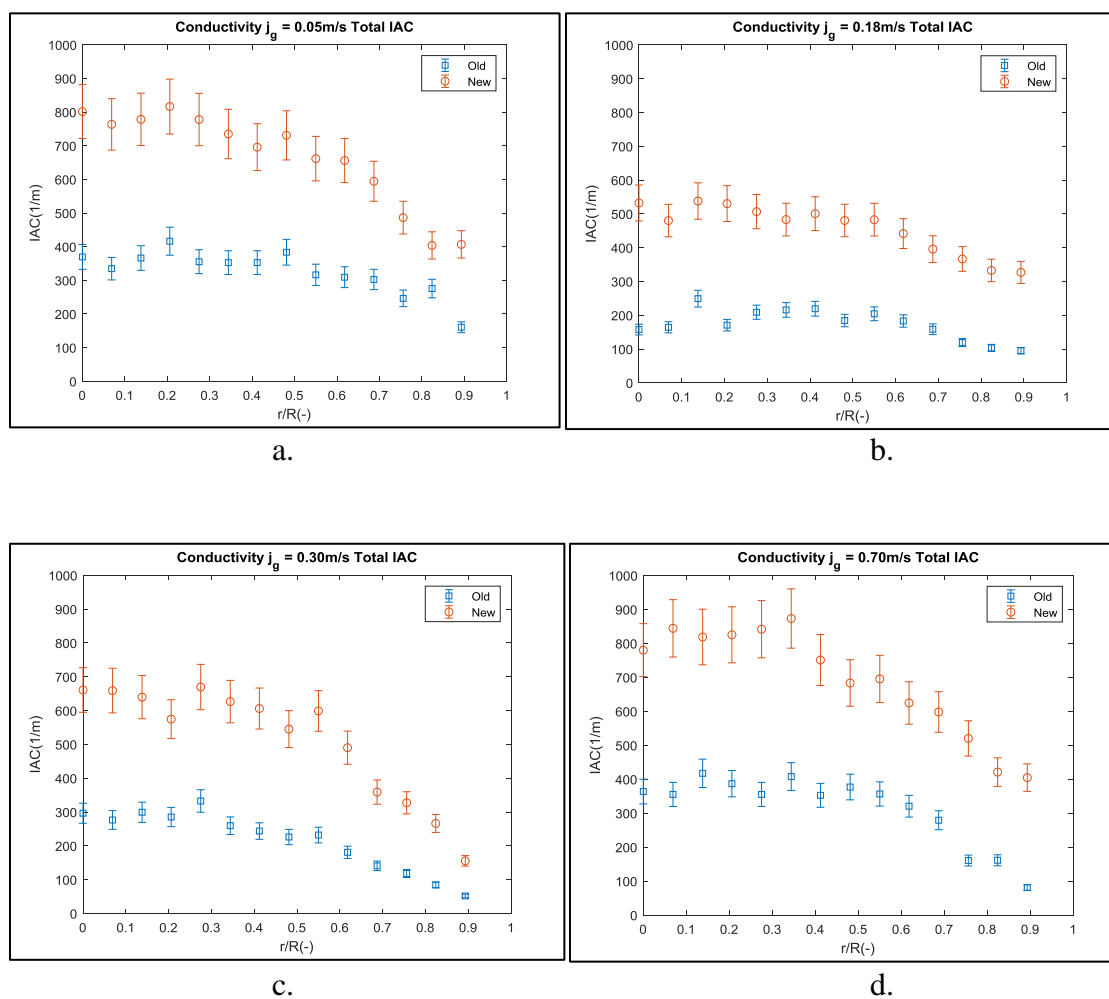 Conductivity j_g = 0.05m/s Total IAC
1000
900
800
700
600
500
400
300
200
100
0
IAC(1/m)
Old
New
0 0.1 0.2 0.3 0.4 0.5 0.6 0.7 0.8 0.9 1
r/R(-)
a.
Conductivity j_g = 0.18m/s Total IAC
1000
900
800
700
600
500
400
300
200
100
0
IAC(1/m)
Old
New
0 0.1 0.2 0.3 0.4 0.5 0.6 0.7 0.8 0.9 1
r/R(-)
b.
Conductivity j_g = 0.30m/s Total IAC
1000
900
800
700
600
500
400
300
200
100
0
IAC(1/m)
Old
New
0 0.1 0.2 0.3 0.4 0.5 0.6 0.7 0.8 0.9 1
r/R(-)
c.
Conductivity j_g = 0.70m/s Total IAC
1000
900
800
700
600
500
400
300
200
100
0
IAC(1/m)
Old
New
0 0.1 0.2 0.3 0.4 0.5 0.6 0.7 0.8 0.9 1
r/R(-)
d.